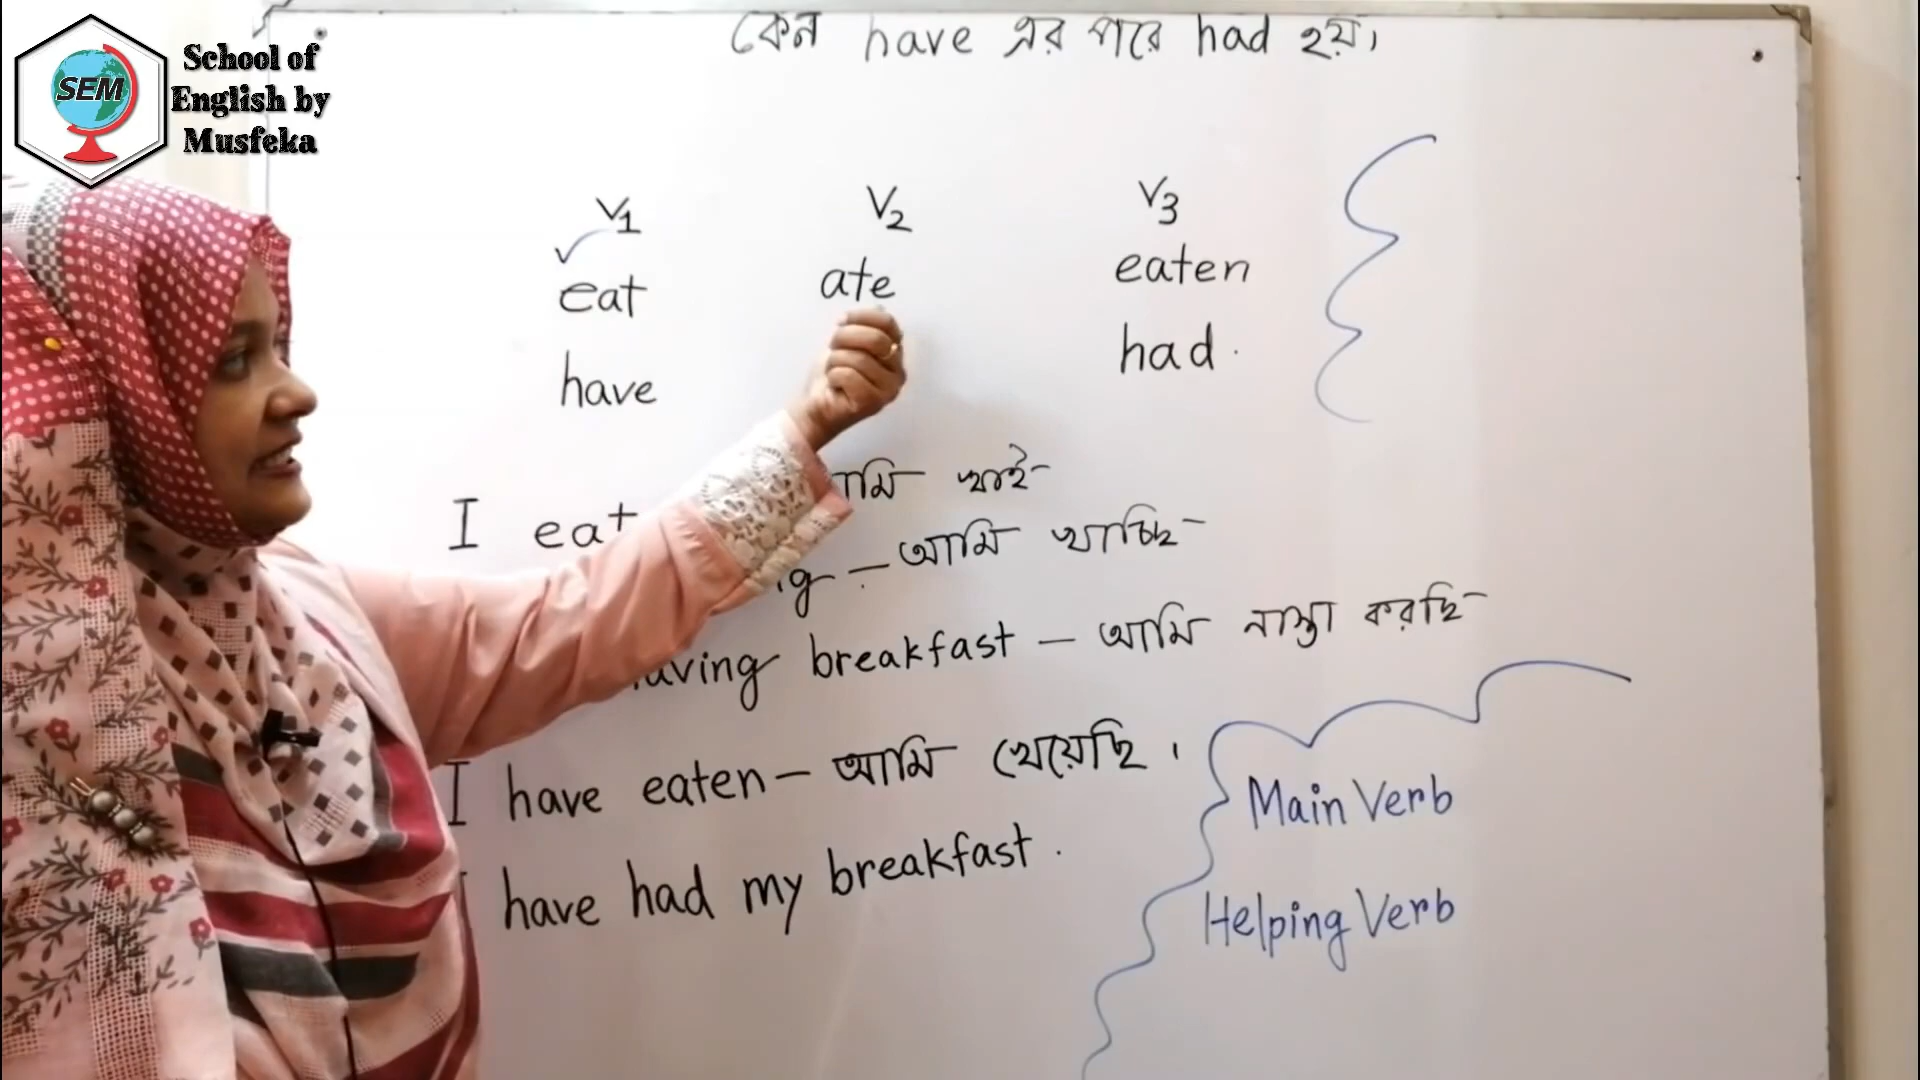 SEM
School of
English by
Musfeka
কেন have এর পরে had হয়।
V1 V2 V3
eat ate eaten
have had.
I eat আমি খাই-
আমি খাচ্ছি-
breakfast - আমি নাস্তা করছি-
I have eaten - আমি খেয়েছি।
I have had my breakfast.
Main Verb
Helping Verb